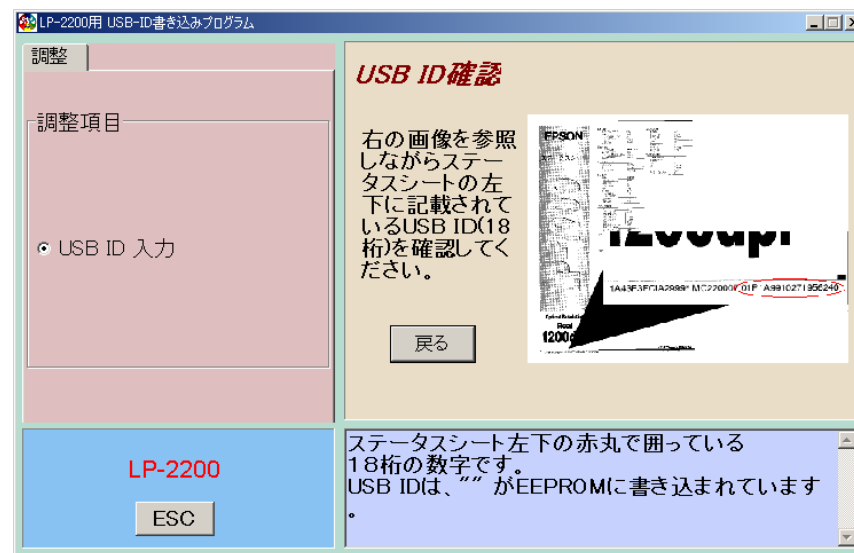 LP-2200用 USB-ID書き込みプログラム
調整
調整項目
USB ID 入力
LP-2200
ESC
USB ID確認
右の画像を参照
しながらステー
タスシートの左
下に記載されて
いるUSB ID(18
桁)を確認してく
ださい。
戻る
EPSON
1200dpi
Real
1200d
ステータスシート左下の赤丸で囲っている
18桁の数字です。
USB IDは、"" がEEPROMに書き込まれています
。